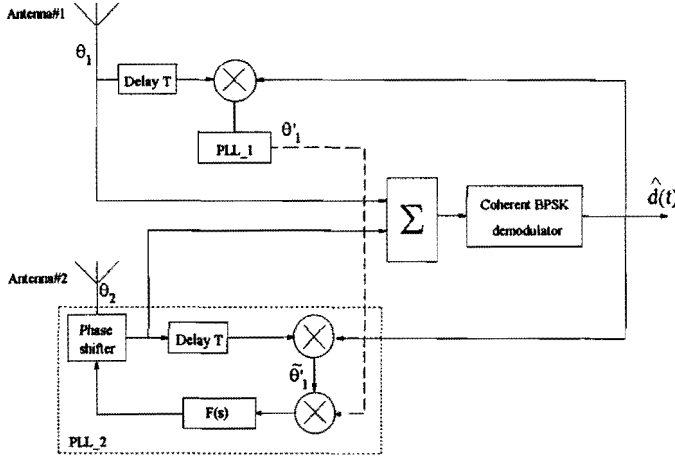 Antenna#1
θ1
Delay T
θ'1
PLL_1
Σ
Coherent BPSK
demodulator
d̂(t)
Antenna#2
θ2
Phase
shifter
Delay T
θ̃'1
F(s)
PLL_2